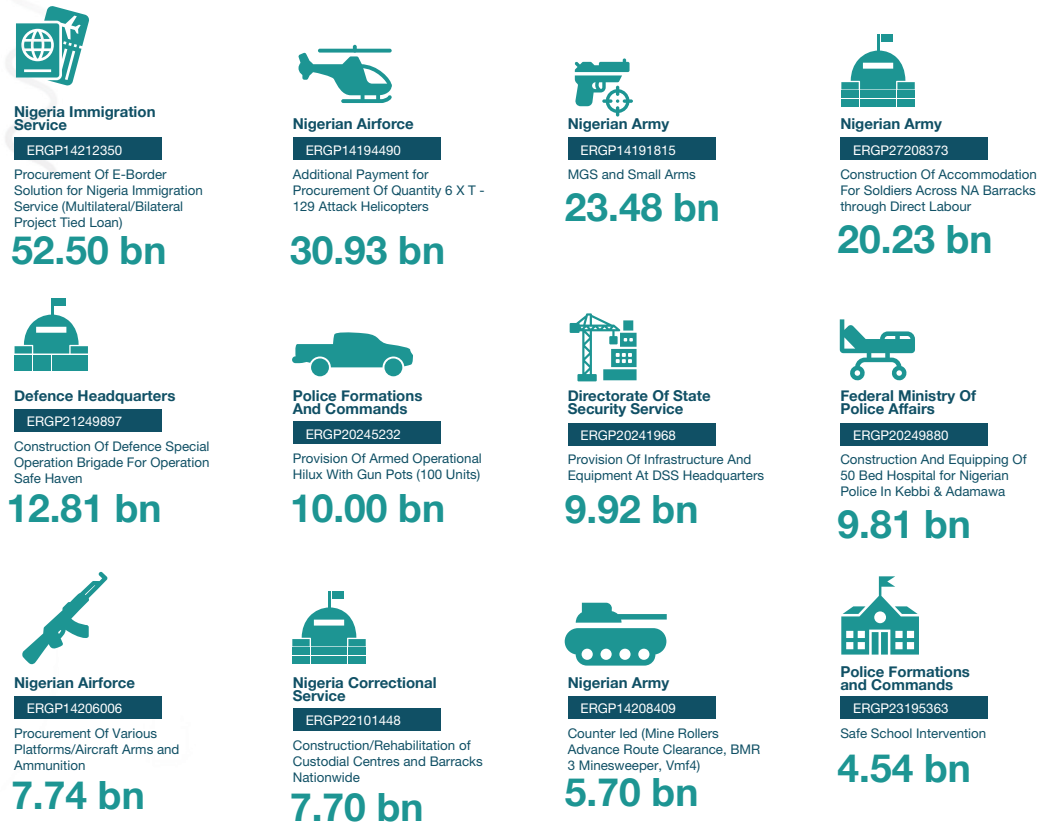 Nigeria Immigration
Service
ERGP14212350
Procurement Of E-Border
Solution for Nigeria Immigration
Service (Multilateral/Bilateral
Project Tied Loan)
52.50 bn
Nigerian Airforce
ERGP14194490
Additional Payment for
Procurement Of Quantity 6 X T -
129 Attack Helicopters
30.93 bn
Nigerian Army
ERGP14191815
MGS and Small Arms
23.48 bn
Nigerian Army
ERGP27208373
Construction Of Accommodation
For Soldiers Across NA Barracks
through Direct Labour
20.23 bn
Defence Headquarters
ERGP21249897
Construction Of Defence Special
Operation Brigade For Operation
Safe Haven
12.81 bn
Police Formations
And Commands
ERGP20245232
Provision Of Armed Operational
Hilux With Gun Pots (100 Units)
10.00 bn
Directorate Of State
Security Service
ERGP20241968
Provision Of Infrastructure And
Equipment At DSS Headquarters
9.92 bn
Federal Ministry Of
Police Affairs
ERGP20249880
Construction And Equipping Of
50 Bed Hospital for Nigerian
Police In Kebbi & Adamawa
9.81 bn
Nigerian Airforce
ERGP14206006
Procurement Of Various
Platforms/Aircraft Arms and
Ammunition
7.74 bn
Nigeria Correctional
Service
ERGP22101448
Construction/Rehabilitation of
Custodial Centres and Barracks
Nationwide
7.70 bn
Nigerian Army
ERGP14208409
Counter Ied (Mine Rollers
Advance Route Clearance, BMR
3 Minesweeper, Vmf4)
5.70 bn
Police Formations
and Commands
ERGP23195363
Safe School Intervention
4.54 bn